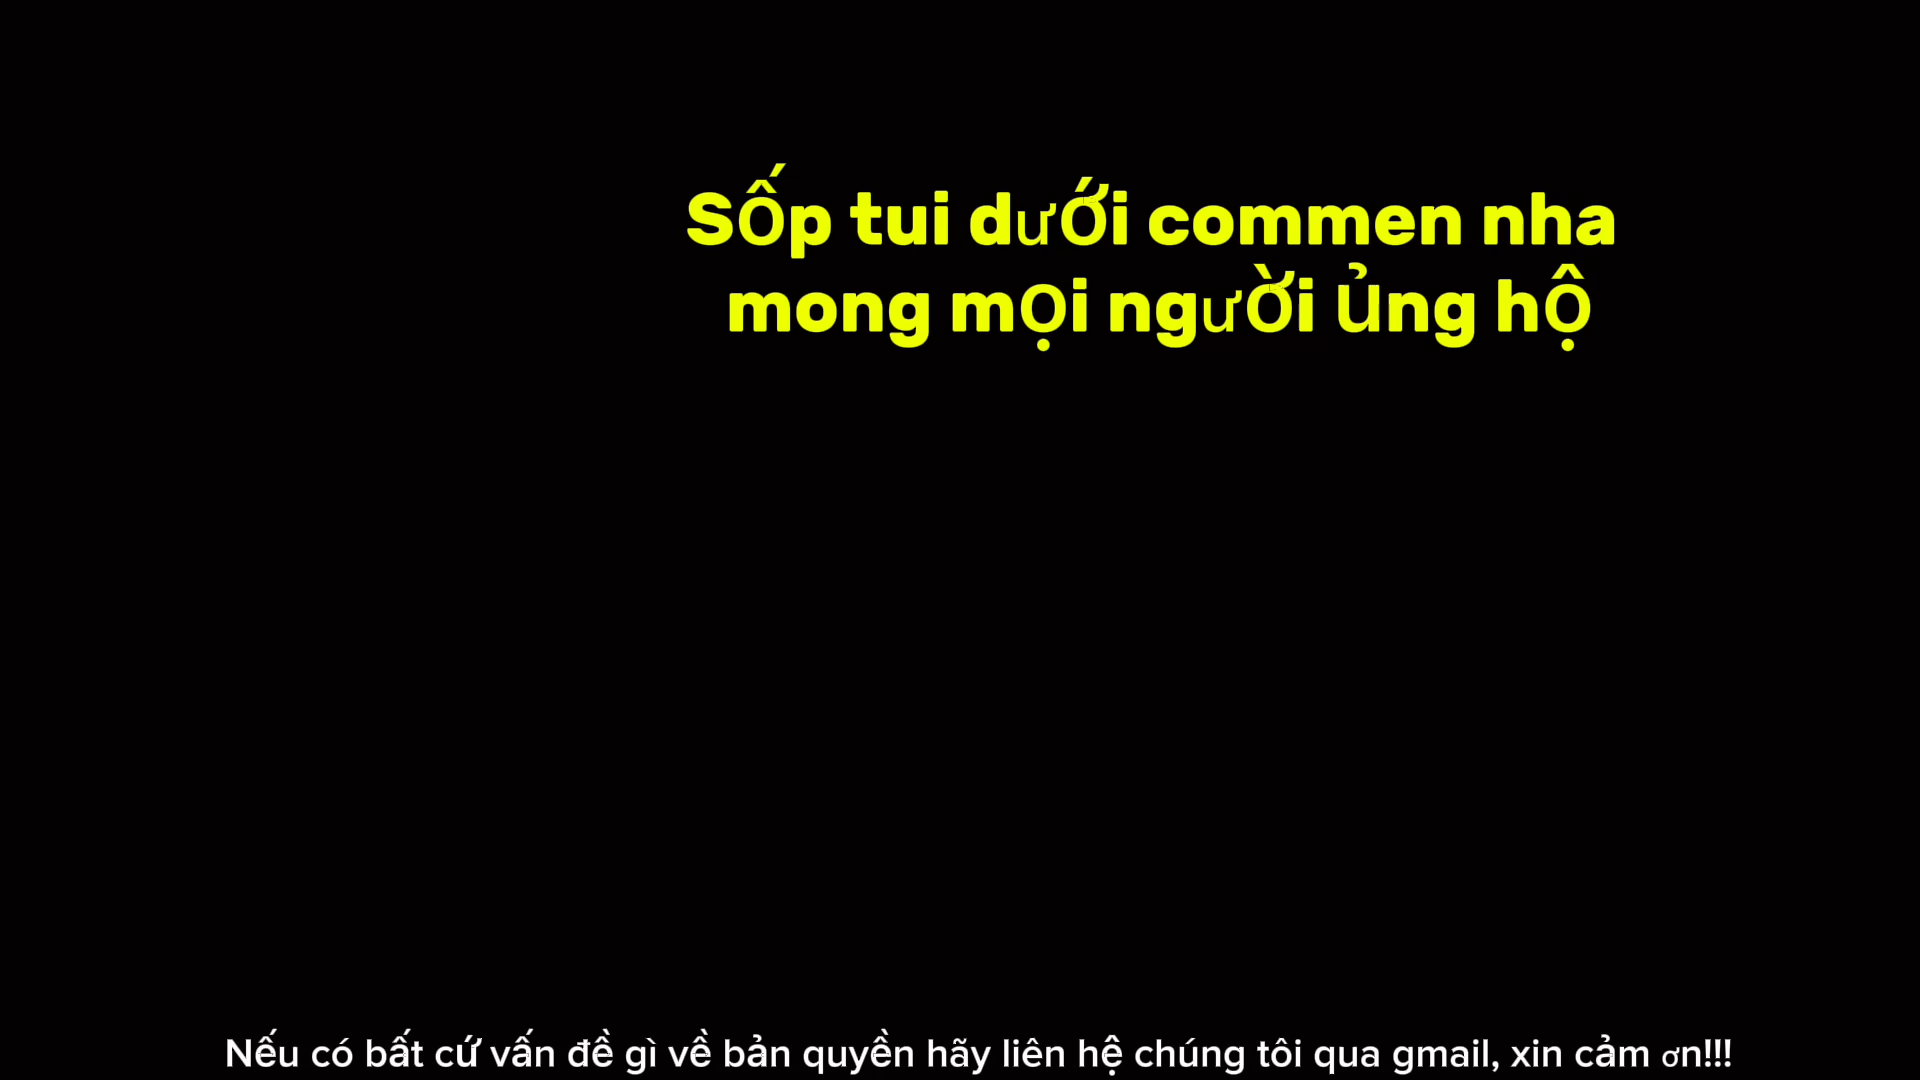 Sốp tui dưới commen nha
mong mọi người ủng hộ
Nếu có bất cứ vấn đề gì về bản quyền hãy liên hệ chúng tôi qua gmail, xin cảm ơn!!!